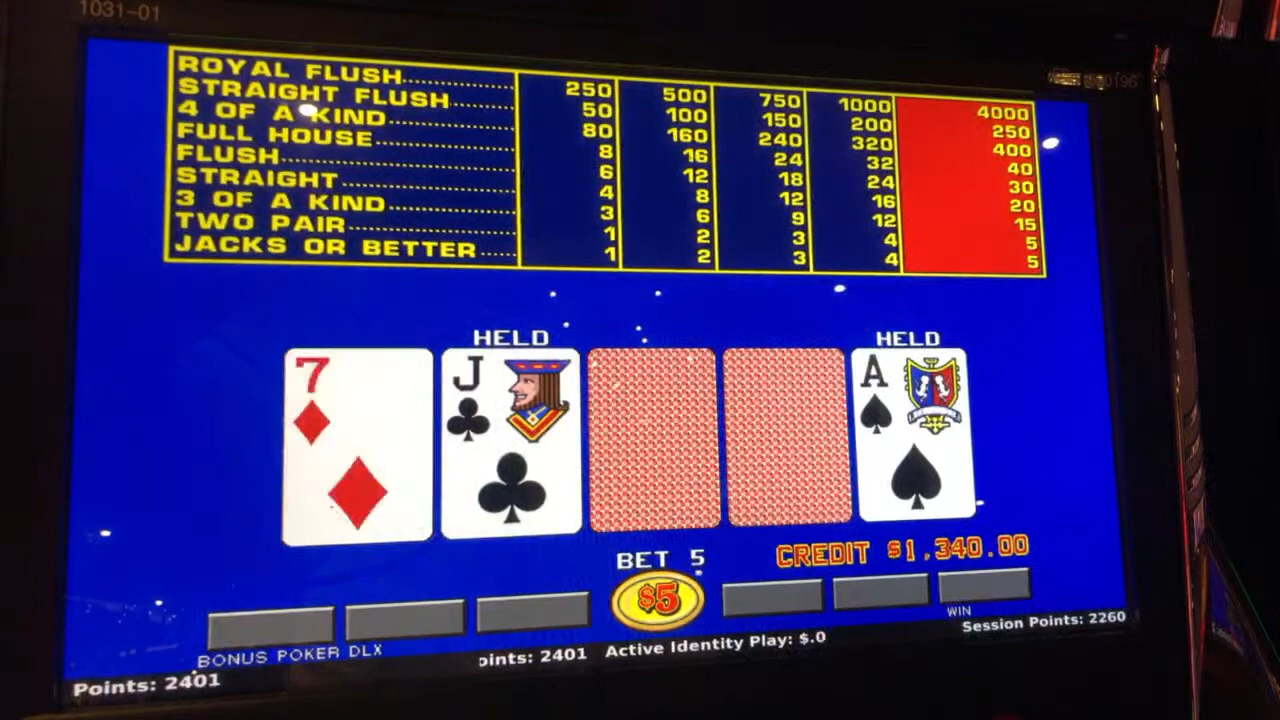 1031-01
ROYAL FLUSH 250 500 750 1000 4000
STRAIGHT FLUSH 50 100 150 200 250
4 OF A KIND 80 160 240 320 400
FULL HOUSE 8 16 24 32 40
FLUSH 6 12 18 24 30
STRAIGHT 4 8 12 16 20
3 OF A KIND 3 6 9 12 15
TWO PAIR 1 2 3 4 5
JACKS OR BETTER 1 2 3 4 5
HELD HELD
7 J A
BET 5 CREDIT $1,340.00
$5
WIN
BONUS POKER DLX
Points: 2401 oints: 2401 Active Identity Play: $.0 Session Points: 2260